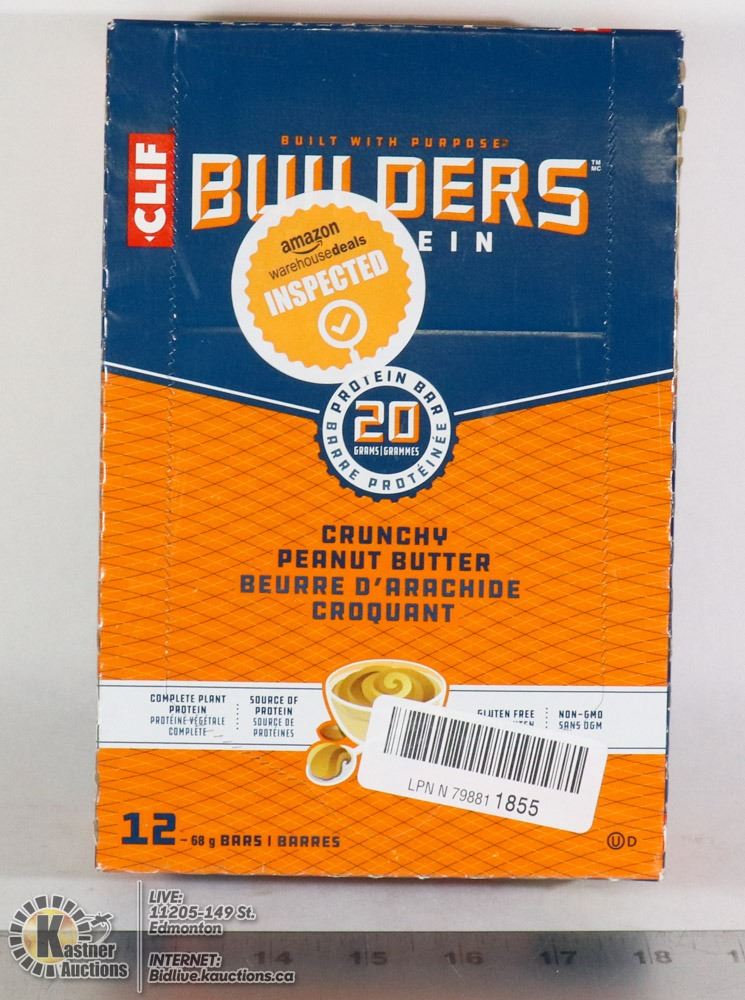 BUILT WITH PURPOSE
CLIF
BUILDERS
™
MC
EIN
amazon
warehousedeals
INSPECTED
PROTEIN BAR
20
GRAMS | GRAMMES
BARRE PROTÉINÉE
CRUNCHY
PEANUT BUTTER
BEURRE D'ARACHIDE
CROQUANT
COMPLETE PLANT
PROTEIN
PROTÉINE VÉGÉTALE
COMPLÈTE
SOURCE OF
PROTEIN
SOURCE DE
PROTÉINES
GLUTEN FREE
NON-GMO
SANS OGM
LPN N 79881 1855
12 - 68 g BARS | BARRES
U D
Kastner
Auctions
LIVE:
11205-149 St.
Edmonton
INTERNET:
Bidlive.kauctions.ca
14 15 16 17 18 1